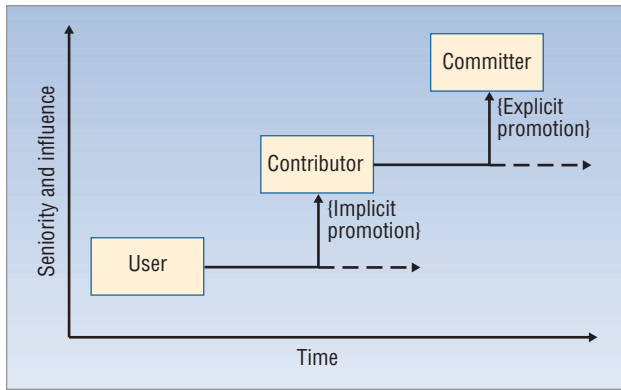 Committer
{Explicit
promotion}
Contributor
{Implicit
promotion}
User
Seniority and influence
Time